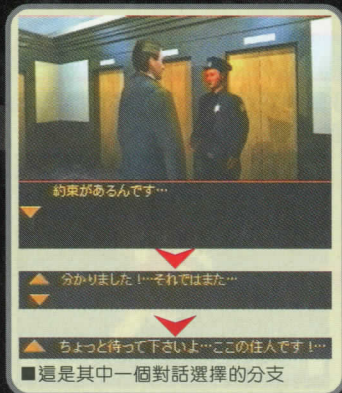 約束があるんです…
分かりました！…それではまた…
ちょっと待って下さいよ…ここの住人です！…
■這是其中一個對話選擇的分支